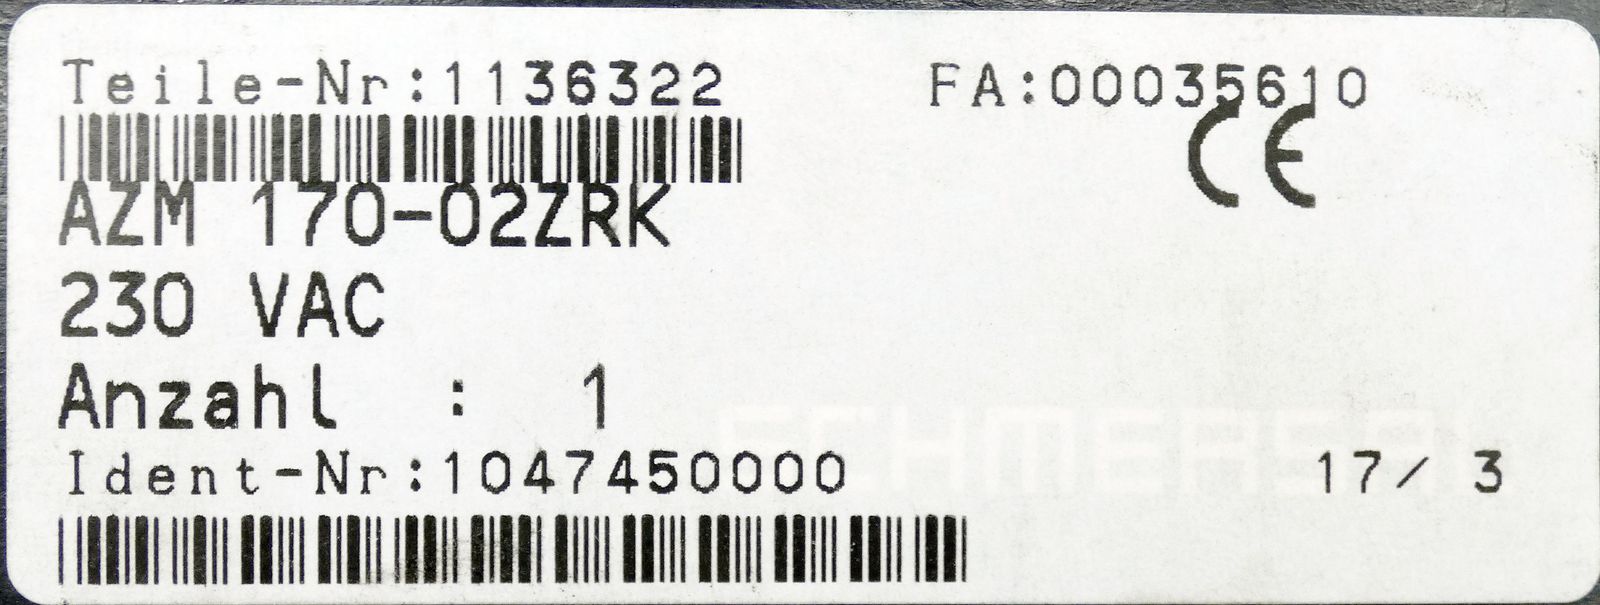 Teile-Nr:1136322 FA:00035610
CE
AZM 170-02ZRK
230 VAC
Anzahl : 1
Ident-Nr:1047450000 17/ 3